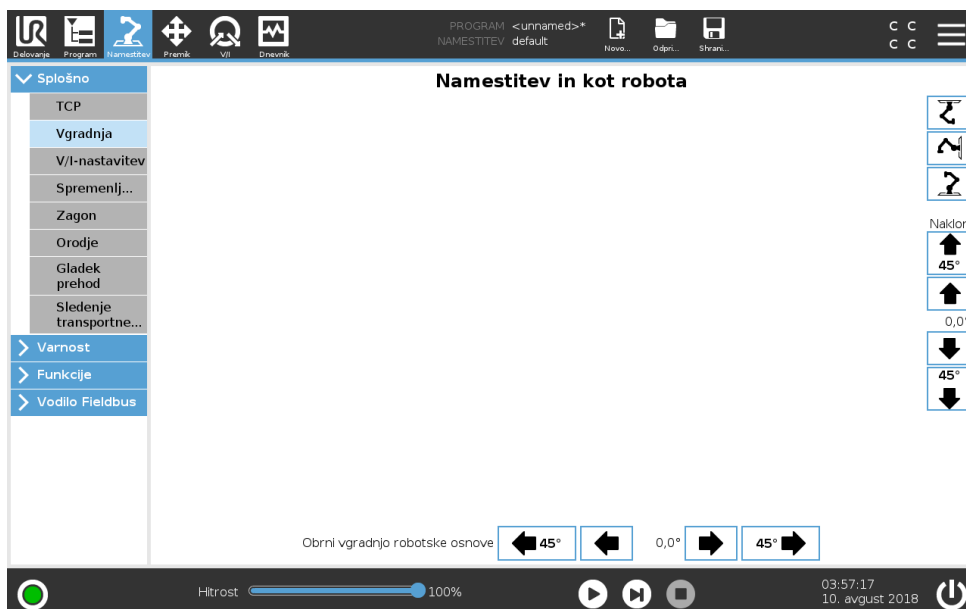 UR
Delovanje
Program
Namestitev
Premik
V/I
Dnevnik
PROGRAM <unnamed>*
NAMESTITEV default
Novo...
Odpri...
Shrani...
C C
C C
Splošno
TCP
Vgradnja
V/I-nastavitev
Spremenlj...
Zagon
Orodje
Gladek
prehod
Sledenje
transportne...
Varnost
Funkcije
Vodilo Fieldbus
Namestitev in kot robota
Naklon
45°
0,0°
45°
Obrni vgradnjo robotske osnove
45°
0,0°
45°
Hitrost
100%
03:57:17
10. avgust 2018